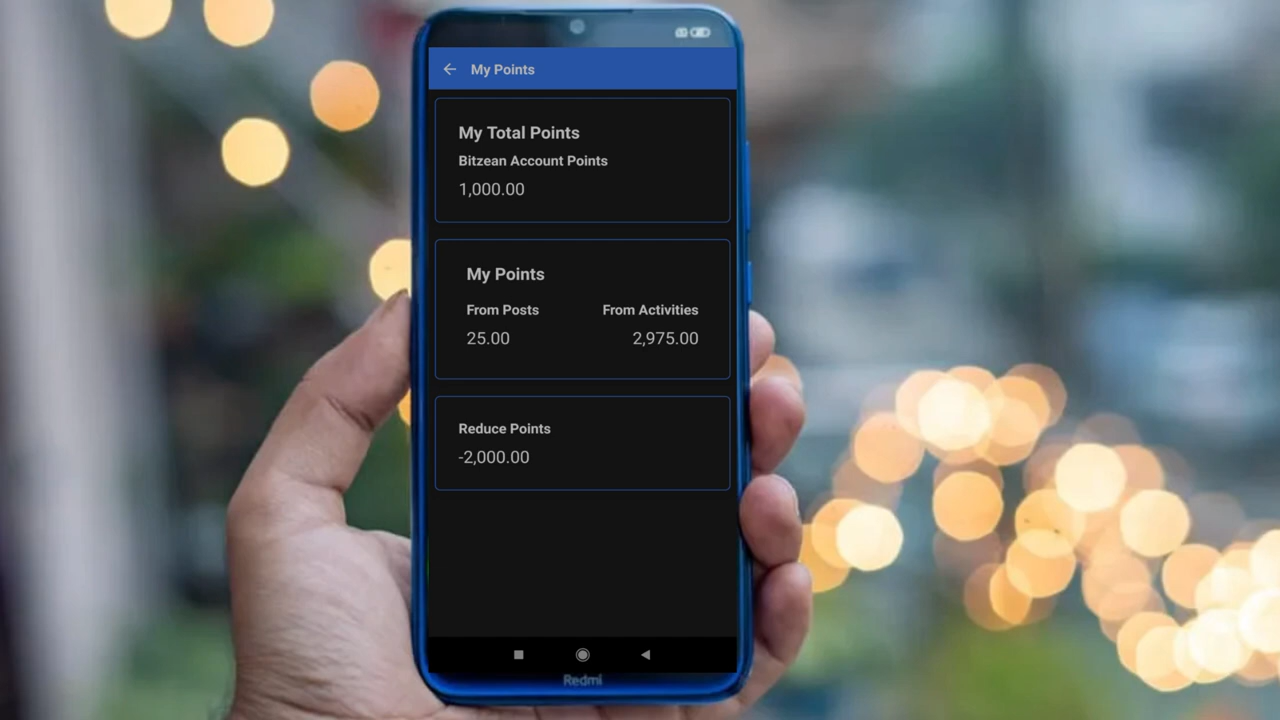 My Points
My Total Points
Bitzean Account Points
1,000.00
My Points
From Posts From Activities
25.00 2,975.00
Reduce Points
-2,000.00
Redmi